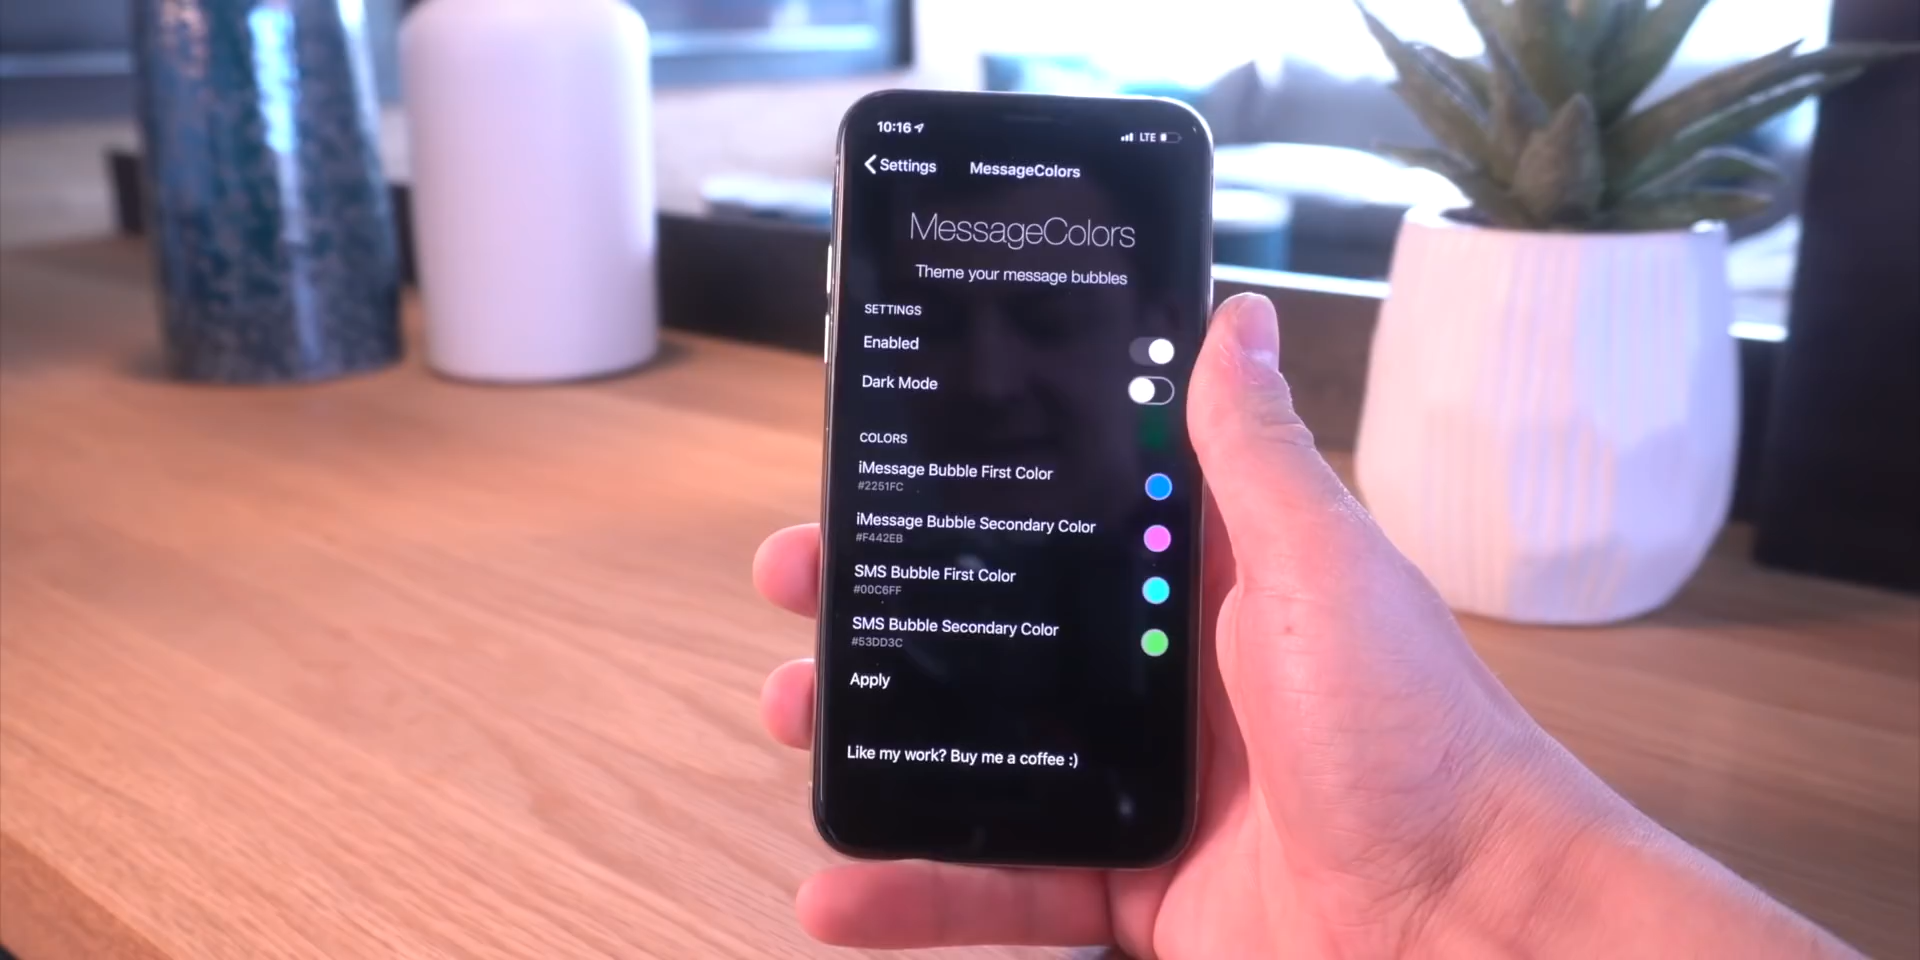 10:16
LTE
Settings
MessageColors
MessageColors
Theme your message bubbles
SETTINGS
Enabled
Dark Mode
COLORS
iMessage Bubble First Color
#2251FC
iMessage Bubble Secondary Color
#F442EB
SMS Bubble First Color
#00C6FF
SMS Bubble Secondary Color
#53DD3C
Apply
Like my work? Buy me a coffee :)